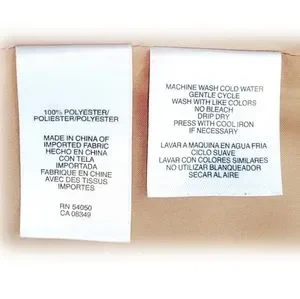 100% POLYESTER/
POLIESTER/POLYESTER
MADE IN CHINA OF
IMPORTED FABRIC
HECHO EN CHINA
CON TELA
IMPORTADA
FABRIQUE EN CHINE
AVEC DES TISSUS
IMPORTES
RN 54050
CA 08349
MACHINE WASH COLD WATER
GENTLE CYCLE
WASH WITH LIKE COLORS
NO BLEACH
DRIP DRY
PRESS WITH COOL IRON
IF NECESSARY
LAVAR A MAQUINA EN AGUA FRIA
CICLO SUAVE
LAVAR CON COLORES SIMILARES
NO UTILIZAR BLANQUEADOR
SECAR AL AIRE